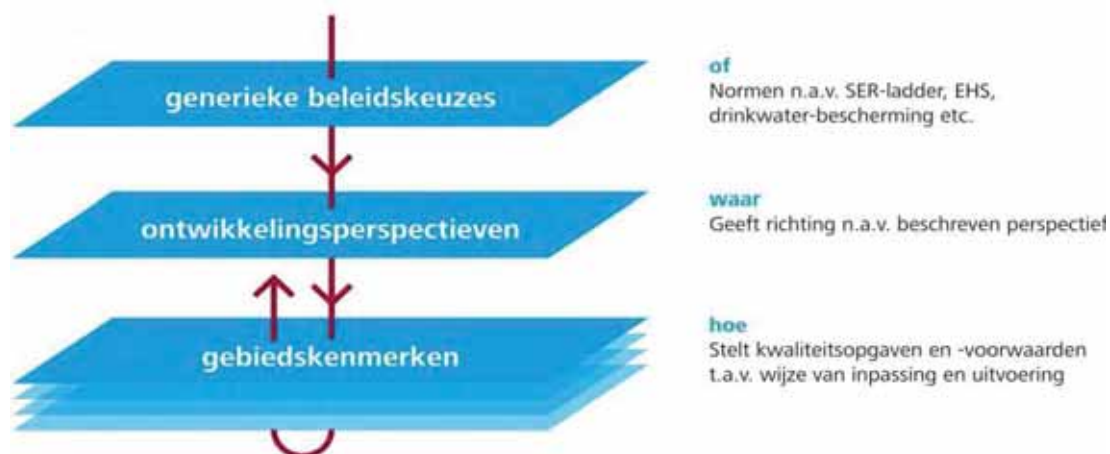 generieke beleidskeuzes
of
Normen n.a.v. SER-ladder, EHS,
drinkwater-bescherming etc.
ontwikkelingsperspectieven
waar
Geeft richting n.a.v. beschreven perspectief
gebiedskenmerken
hoe
Stelt kwaliteitsopgaven en -voorwaarden
t.a.v. wijze van inpassing en uitvoering